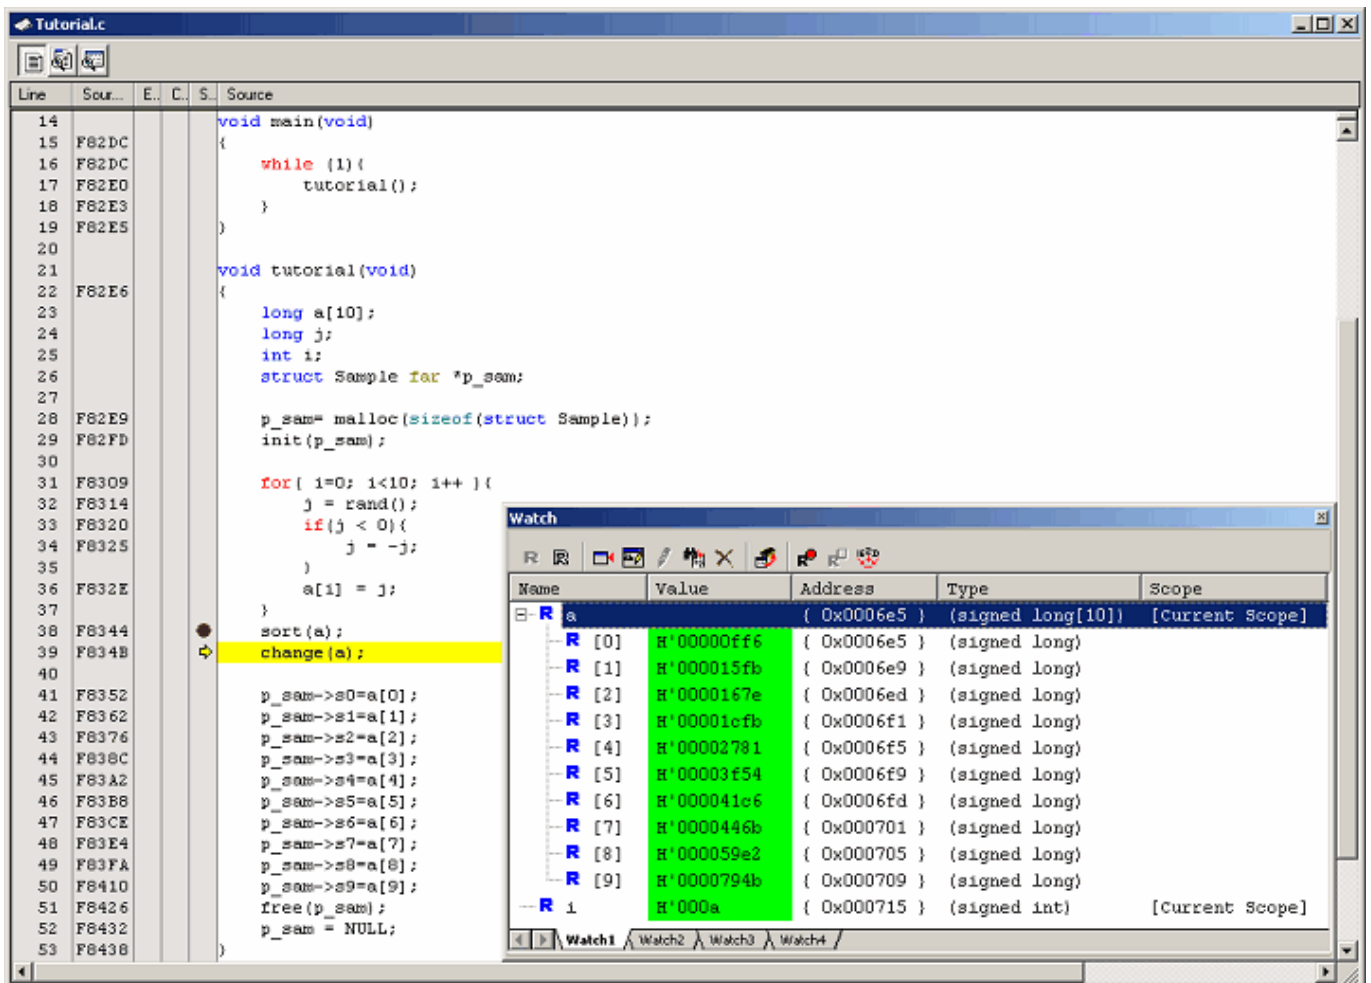 Tutorial.c
Line Sour... E.. C.. S.. Source
14 void main(void)
15 F82DC {
16 F82DC while (1){
17 F82E0 tutorial();
18 F82E3 }
19 F82E5 }
20
21 void tutorial(void)
22 F82E6 {
23 long a[10];
24 long j;
25 int i;
26 struct Sample far *p_sam;
27
28 F82E9 p_sam= malloc(sizeof(struct Sample));
29 F82FD init(p_sam);
30
31 F8309 for( i=0; i<10; i++ ){
32 F8314 j = rand();
33 F8320 if(j < 0){
34 F8325 j = -j;
35 }
36 F832E a[i] = j;
37 }
38 F8344 sort(a);
39 F834B change(a);
40
41 F8352 p_sam->s0=a[0];
42 F8362 p_sam->s1=a[1];
43 F8376 p_sam->s2=a[2];
44 F838C p_sam->s3=a[3];
45 F83A2 p_sam->s4=a[4];
46 F83B8 p_sam->s5=a[5];
47 F83CE p_sam->s6=a[6];
48 F83E4 p_sam->s7=a[7];
49 F83FA p_sam->s8=a[8];
50 F8410 p_sam->s9=a[9];
51 F8426 free(p_sam);
52 F8432 p_sam = NULL;
53 F8438 }
Watch
R R
Name Value Address Type Scope
R a { 0x0006e5 } (signed long[10]) [Current Scope]
R [0] H'00000ff6 { 0x0006e5 } (signed long)
R [1] H'000015fb { 0x0006e9 } (signed long)
R [2] H'0000167e { 0x0006ed } (signed long)
R [3] H'00001cfb { 0x0006f1 } (signed long)
R [4] H'00002781 { 0x0006f5 } (signed long)
R [5] H'00003f54 { 0x0006f9 } (signed long)
R [6] H'000041c6 { 0x0006fd } (signed long)
R [7] H'0000446b { 0x000701 } (signed long)
R [8] H'000059e2 { 0x000705 } (signed long)
R [9] H'0000794b { 0x000709 } (signed long)
R i H'000a { 0x000715 } (signed int) [Current Scope]
Watch1 Watch2 Watch3 Watch4